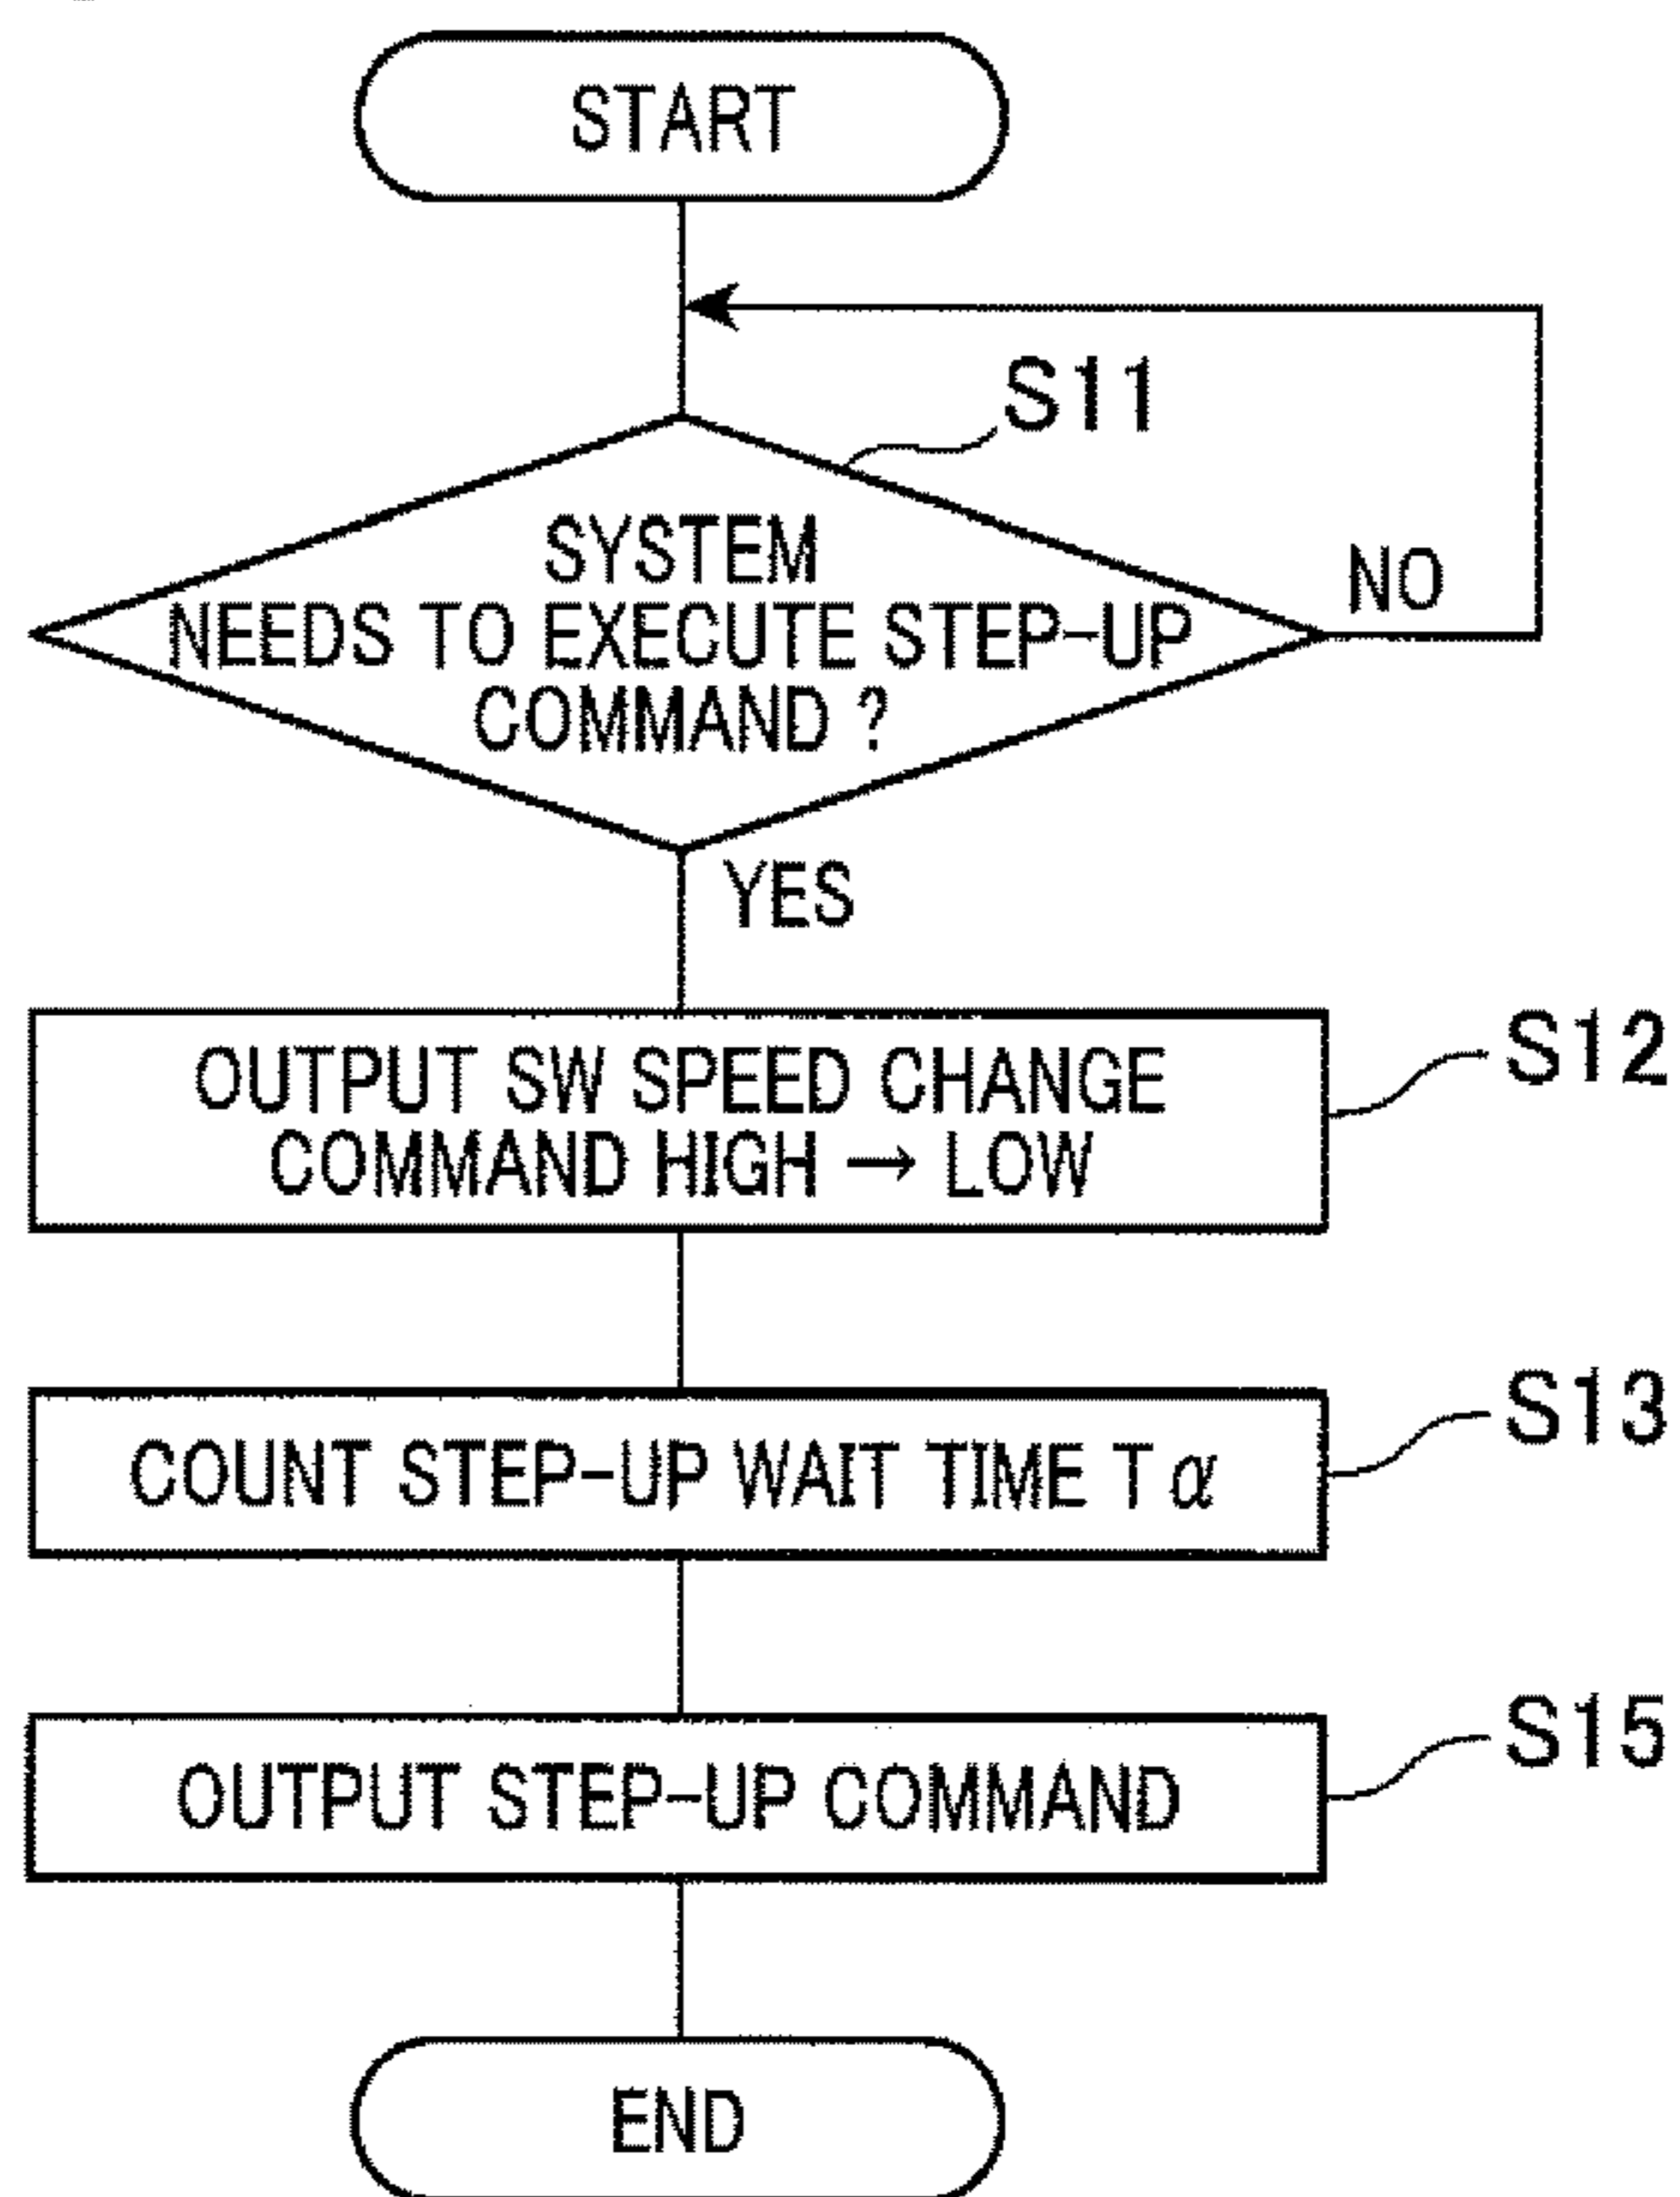 START
S11
SYSTEM
NEEDS TO EXECUTE STEP-UP
COMMAND ?
NO
YES
OUTPUT SW SPEED CHANGE
COMMAND HIGH → LOW
S12
COUNT STEP-UP WAIT TIME T α
S13
OUTPUT STEP-UP COMMAND
S15
END